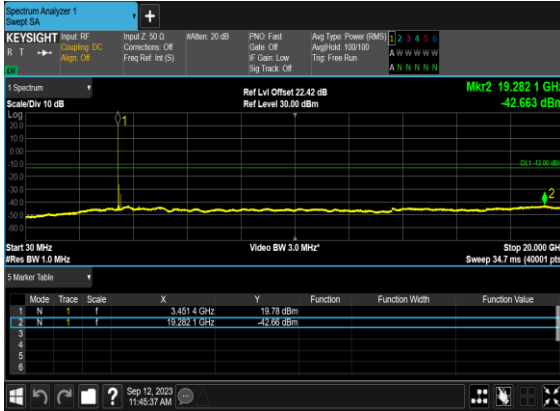 Spectrum Analyzer 1
Swept SA
+
KEYSIGHT Input: RF Input Z: 50 Ω #Atten: 20 dB PNO: Fast Avg Type: Power (RMS) 1 2 3 4 5 6
R T Coupling: DC Corrections: Off Gate: Off Avg|Hold: 100/100 A W W W W W
Align: Off Freq Ref: Int (S) IF Gain: Low Trig: Free Run
Sig Track: Off A N N N N N
1 Spectrum Ref Lvl Offset 22.42 dB Mkr2 19.282 1 GHz
Scale/Div 10 dB Ref Level 30.00 dBm -42.663 dBm
Log
20.0
10.0
0.00
-10.0
-20.0
-30.0
-40.0
-50.0
-60.0
1
DL1 -13.00 dBm
2
Start 30 MHz Video BW 3.0 MHz* Stop 20.000 GHz
#Res BW 1.0 MHz Sweep 34.7 ms (40001 pts)
5 Marker Table
Mode Trace Scale X Y Function Function Width Function Value
1 N 1 f 3.451 4 GHz 19.78 dBm
2 N 1 f 19.282 1 GHz -42.66 dBm
3
4
5
6
? Sep 12, 2023
11:45:37 AM